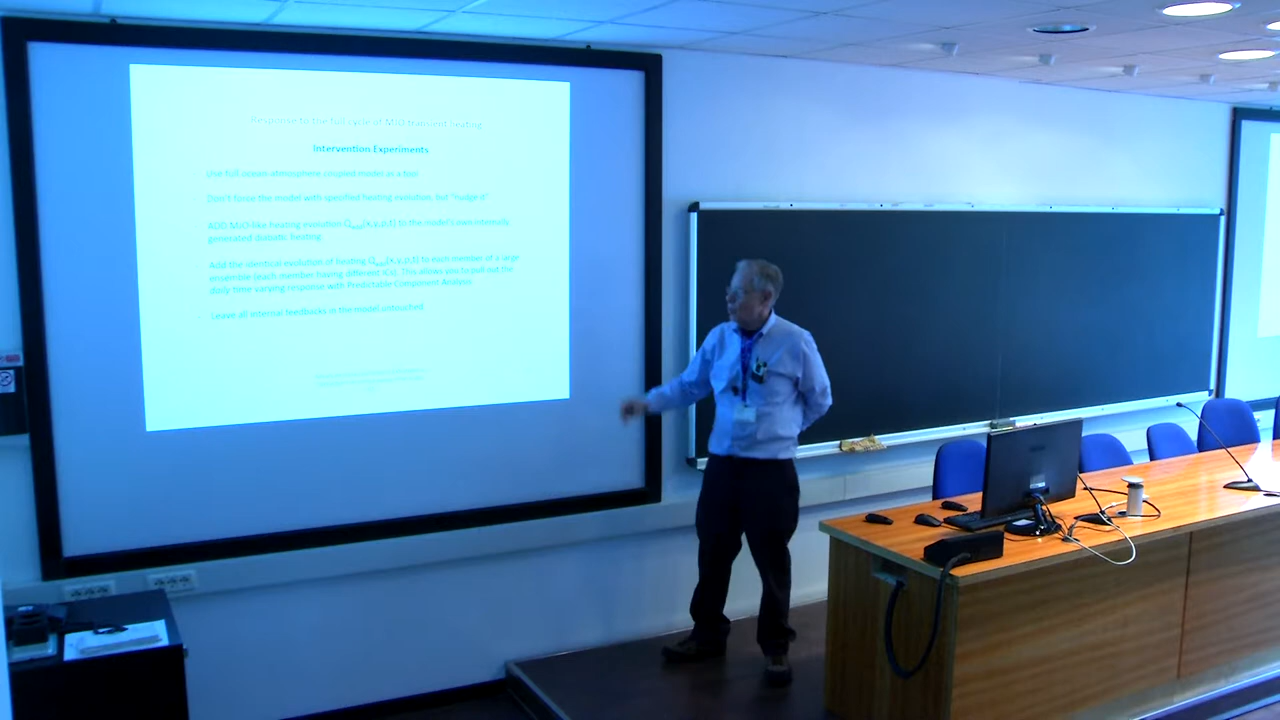 Response to the full cycle of MJO transient heating
Intervention Experiments
Use full ocean atmosphere coupled model as a tool
Don't force the model with specified heating evolution, but "nudge it"
ADD MJO like heating evolution Qadd(x,y,p,t) to the model's own internally
generated diabatic heating.
Add the identical evolution of heating Qadd(x,y,p,t) to each member of a large
ensemble (each member having different ICs). This allows you to pull out the
daily time varying response with Predictable Component Analysis.
Leave all internal feedbacks in the model untouched.